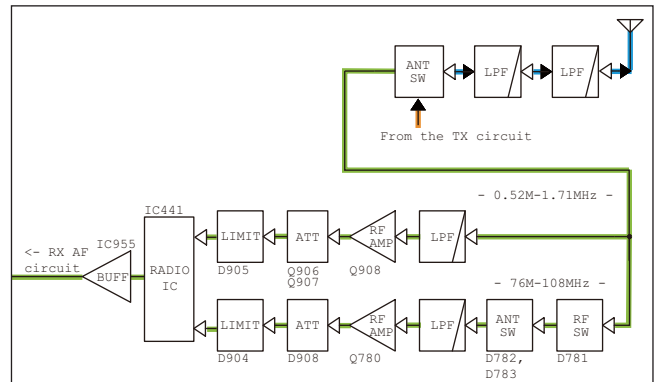 ANT
SW
LPF
LPF
From the TX circuit
- 0.52M-1.71MHz -
IC441
IC955
<- RX AF
circuit
BUFF
RADIO
IC
LIMIT
ATT
RF
AMP
LPF
D905
Q906
Q907
Q908
- 76M-108MHz -
LIMIT
ATT
RF
AMP
LPF
ANT
SW
RF
SW
D904
D908
Q780
D782,
D783
D781